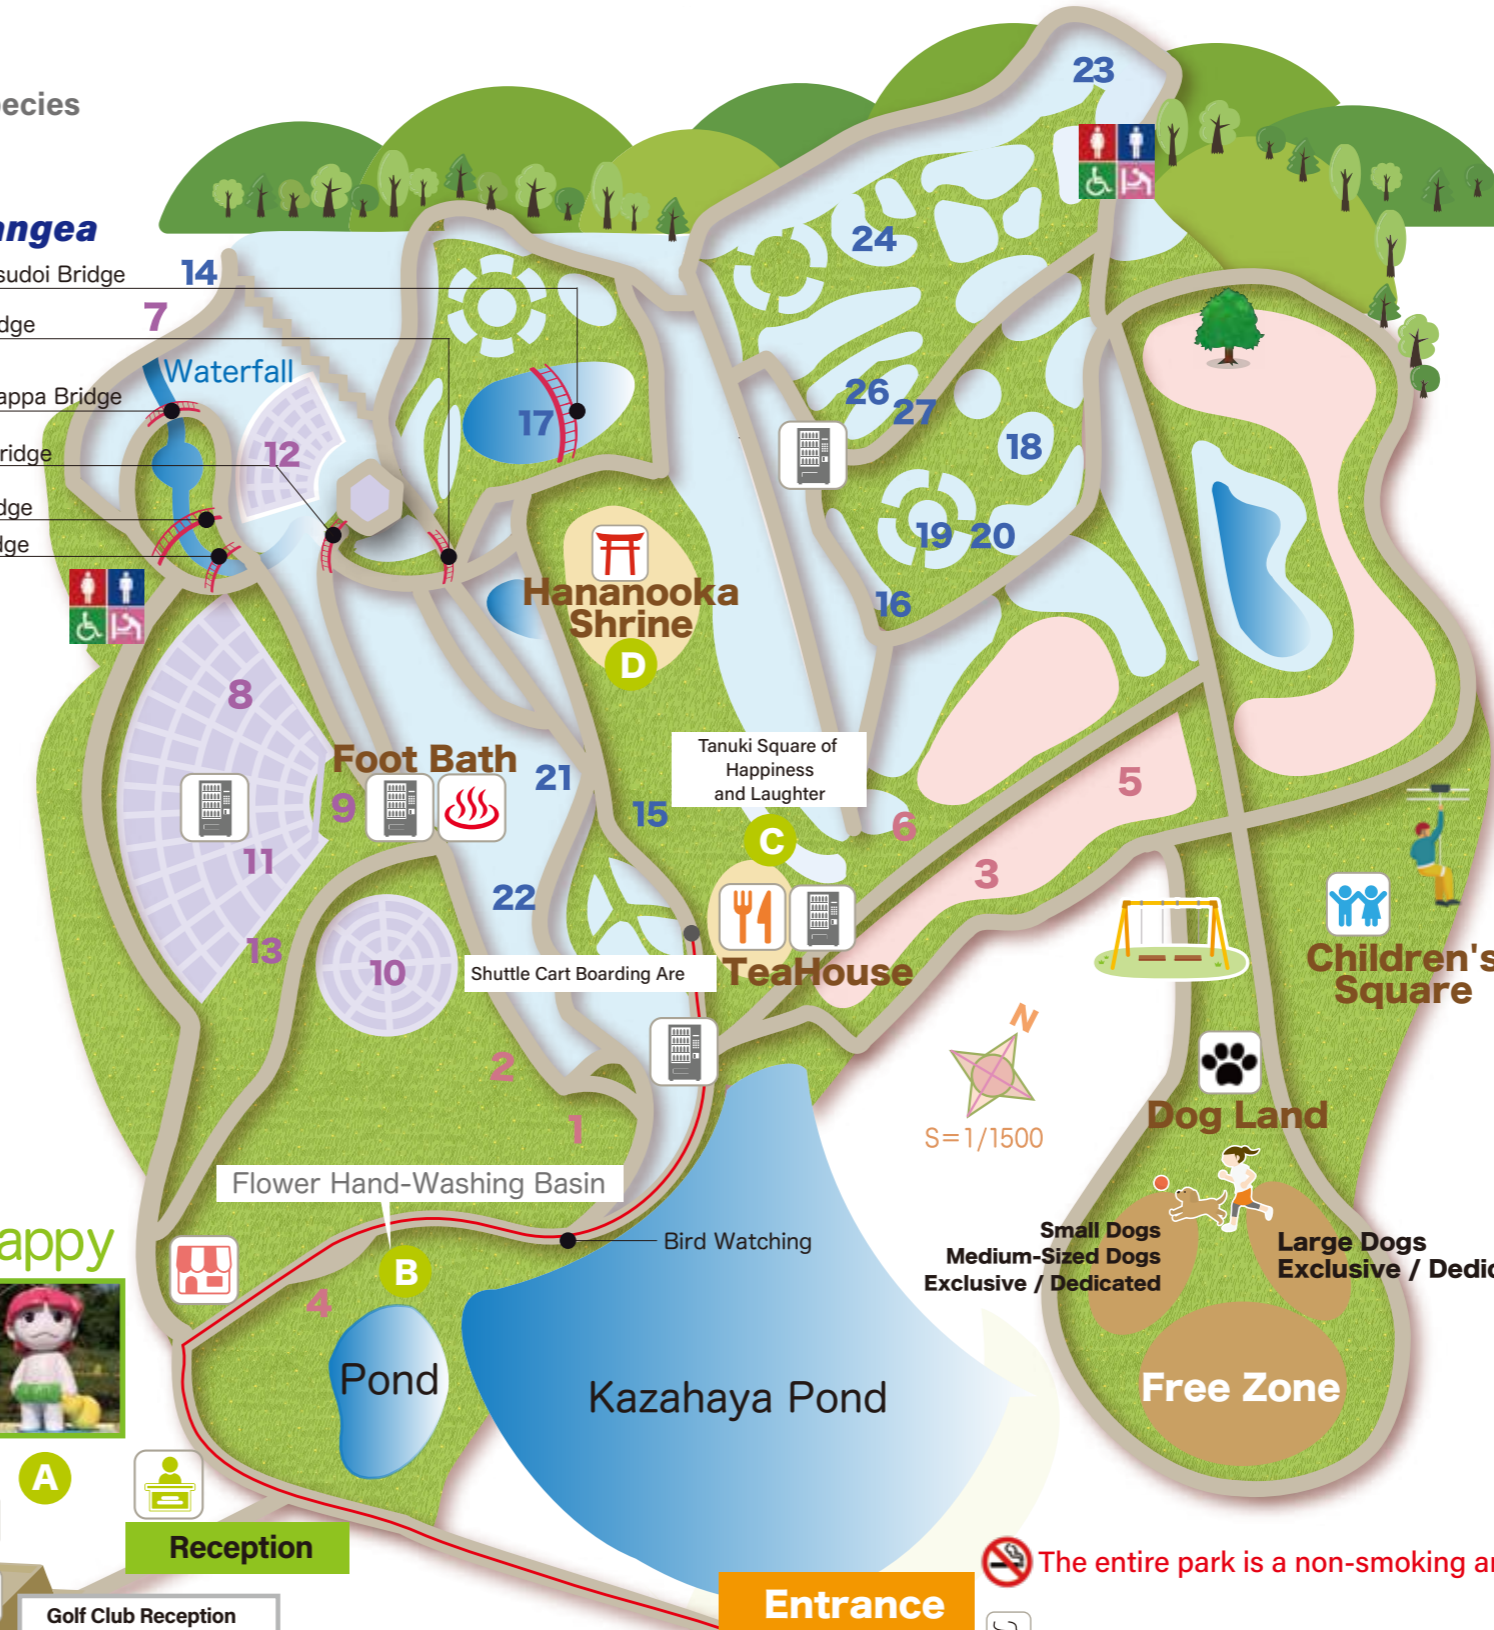 23
ecies
angea
sudoi Bridge
14
24
7
dge
Waterfall
appa Bridge
26
27
17
12
18
ridge
dge
19
20
dge
Hananooka
Shrine
16
D
8
Foot Bath
Tanuki Square of
Happiness
and Laughter
21
5
9
15
6
C
11
3
22
13
10
Shuttle Cart Boarding Are
TeaHouse
Children's
Square
N
2
1
S=1/1500
Dog Land
Flower Hand-Washing Basin
appy
Bird Watching
Small Dogs
Medium-Sized Dogs
Exclusive / Dedicated
Large Dogs
Exclusive / Dedic
B
4
Pond
Kazahaya Pond
Free Zone
A
Reception
The entire park is a non-smoking ar
Entrance
Golf Club Reception